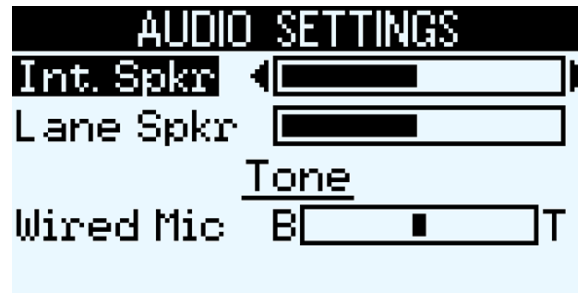 AUDIO SETTINGS
Int. Spkr
Lane Spkr
Tone
Wired Mic B T